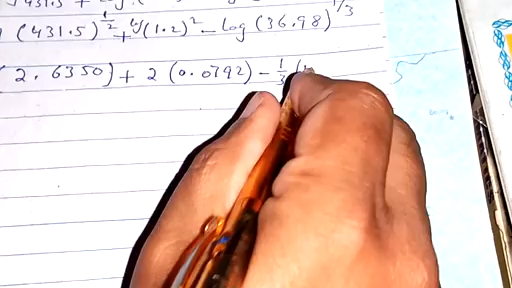 (431.5)^1/2 + log(1.2)^2 - log (36.98)^1/3
(2.6350) + 2 (0.0792) - 1/3 (